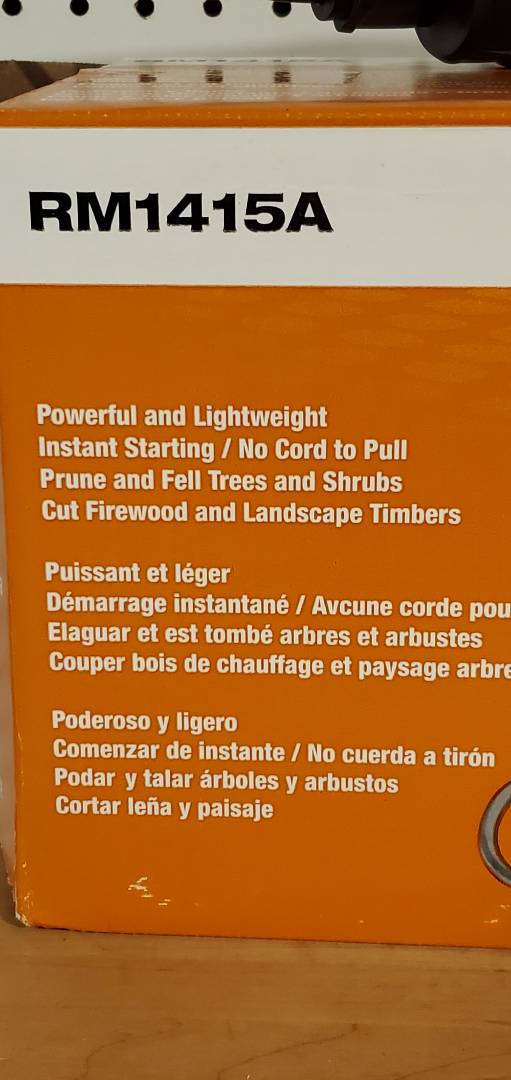 RM1415A
Powerful and Lightweight
Instant Starting / No Cord to Pull
Prune and Fell Trees and Shrubs
Cut Firewood and Landscape Timbers
Puissant et léger
Démarrage instantané / Avcune corde pou
Elaguar et est tombé arbres et arbustes
Couper bois de chauffage et paysage arbre
Poderoso y ligero
Comenzar de instante / No cuerda a tirón
Podar y talar árboles y arbustos
Cortar leña y paisaje